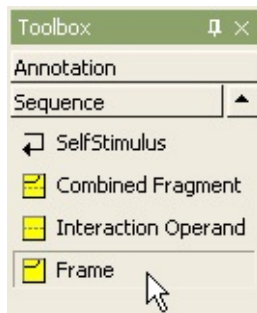 Toolbox
Annotation
Sequence
SelfStimulus
Combined Fragment
Interaction Operand
Frame